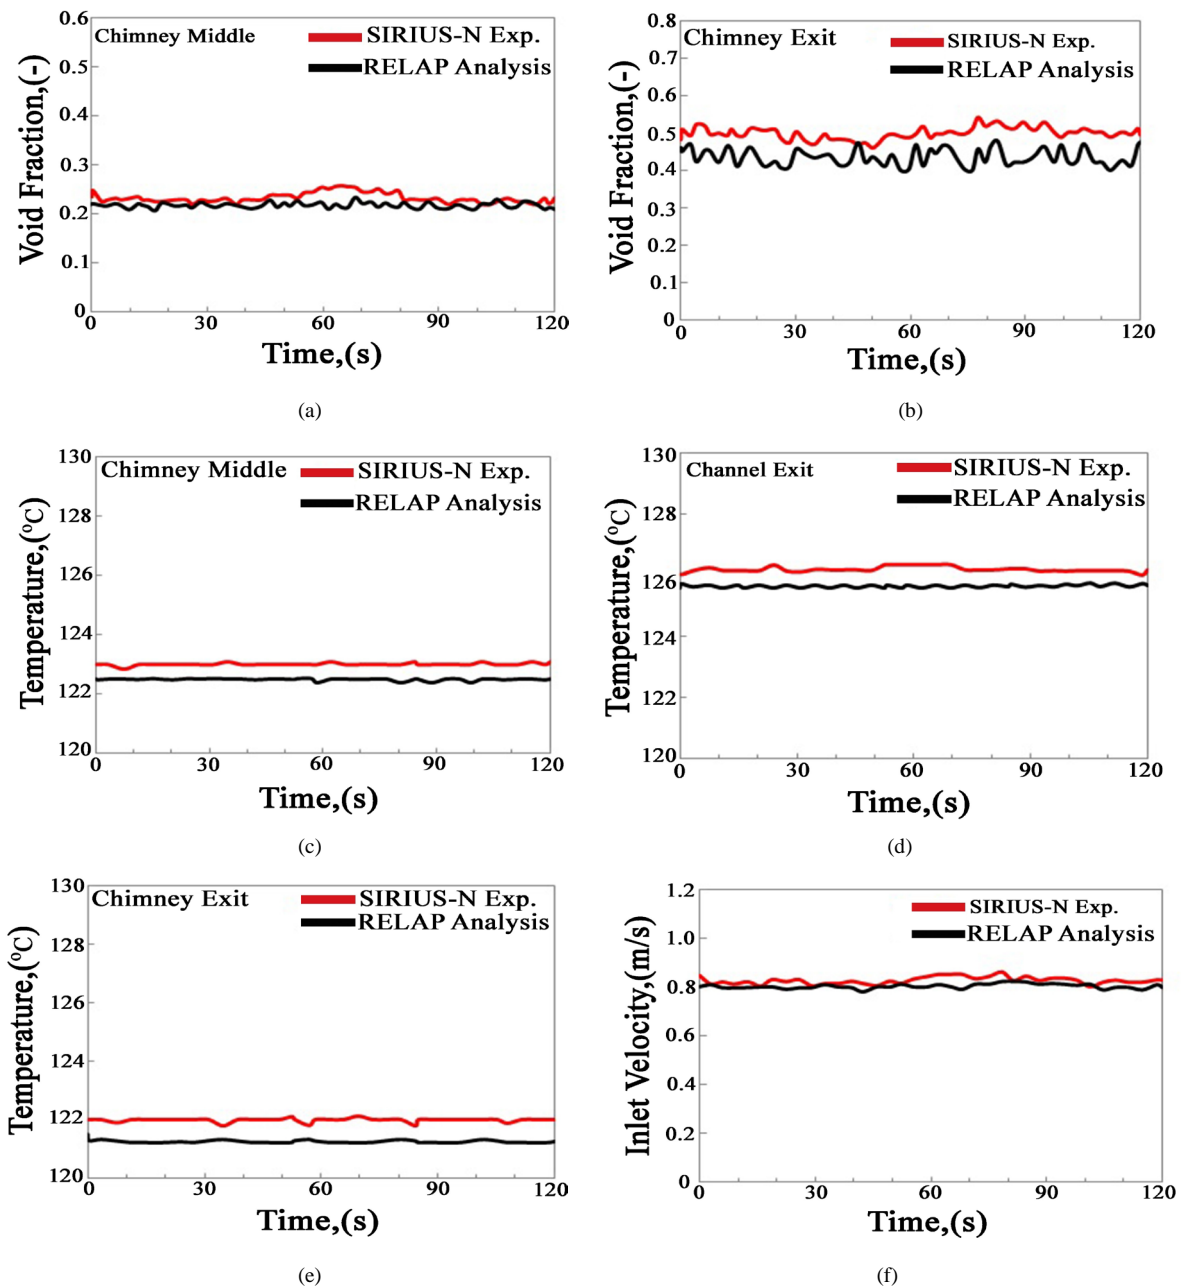 Chimney Middle
SIRIUS-N Exp.
RELAP Analysis
Void Fraction,(-)
0.6
0.5
0.4
0.3
0.2
0.1
0
0 30 60 90 120
Time,(s)
(a)
Chimney Exit
SIRIUS-N Exp.
RELAP Analysis
Void Fraction,(-)
0.8
0.7
0.6
0.5
0.4
0.3
0.2
0.1
0
0 30 60 90 120
Time,(s)
(b)
Chimney Middle
SIRIUS-N Exp.
RELAP Analysis
Temperature,(ºC)
130
128
126
124
122
120
0 30 60 90 120
Time,(s)
(c)
Channel Exit
SIRIUS-N Exp.
RELAP Analysis
Temperature,(ºC)
130
128
126
124
122
120
0 30 60 90 120
Time,(s)
(d)
Chimney Exit
SIRIUS-N Exp.
RELAP Analysis
Temperature,(ºC)
130
128
126
124
122
120
0 30 60 90 120
Time,(s)
(e)
SIRIUS-N Exp.
RELAP Analysis
Inlet Velocity,(m/s)
1.2
1.0
0.8
0.6
0.4
0.2
0
0 30 60 90 120
Time,(s)
(f)